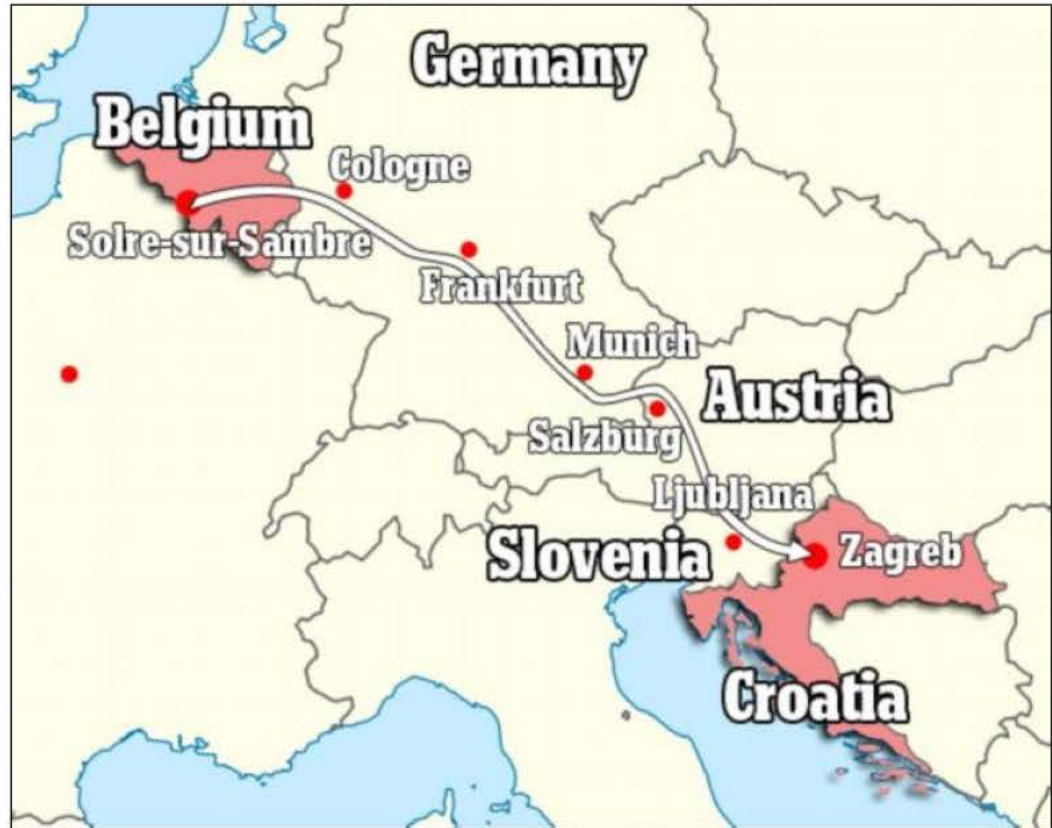 Germany
Belgium
Cologne
Solre-sur-Sambre
Frankfurt
Munich
Austria
Salzburg
Ljubljana
Slovenia
Zagreb
Croatia